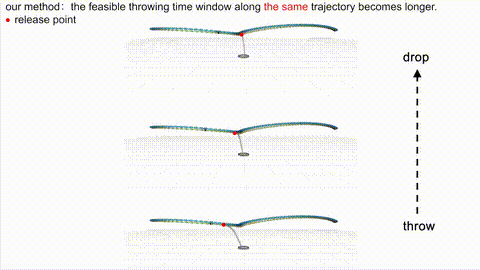 our method：the feasible throwing time window along the same trajectory becomes longer.
release point
drop
throw